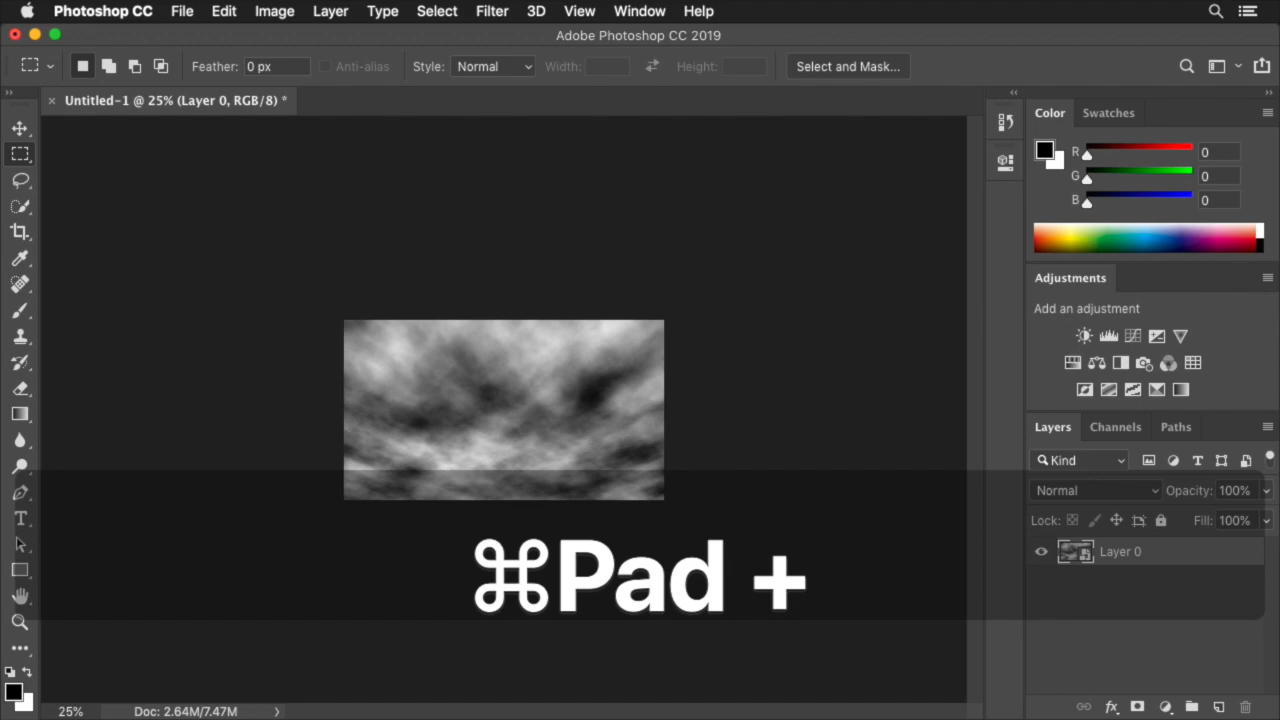 Photoshop CC File Edit Image Layer Type Select Filter 3D View Window Help
Adobe Photoshop CC 2019
Feather: 0 px Anti-alias Style: Normal Width: Height: Select and Mask...
× Untitled-1 @ 25% (Layer 0, RGB/8) *
Color Swatches
R 0
G 0
B 0
Adjustments
Add an adjustment
Layers Channels Paths
Kind
Normal Opacity: 100%
Lock: Fill: 100%
Layer 0
⌘Pad +
25% Doc: 2.64M/7.47M